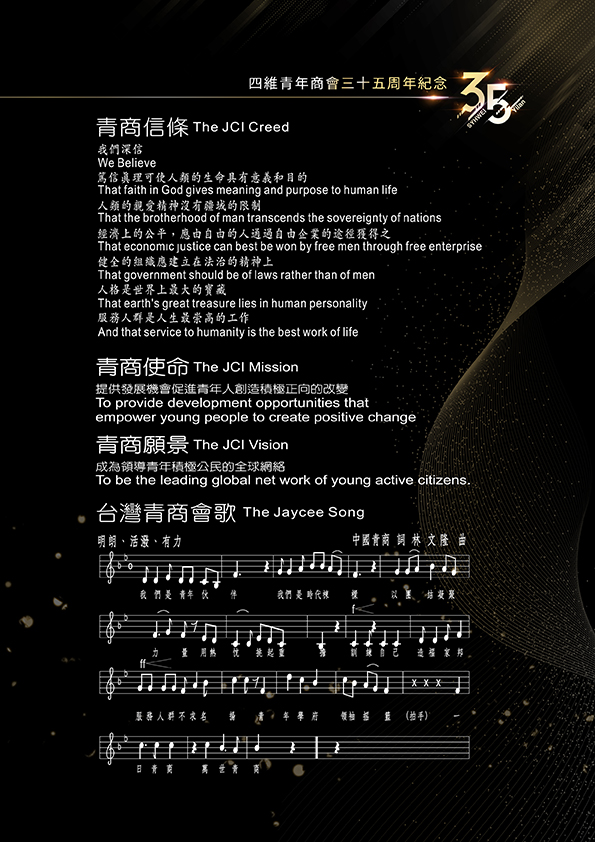 四維青年商會三十五周年紀念
35
SYHWEI
Titan
青商信條 The JCI Creed
我們深信
We Believe
篤信真理可使人類的生命具有意義和目的
That faith in God gives meaning and purpose to human life
人類的親愛精神沒有疆域的限制
That the brotherhood of man transcends the sovereignty of nations
經濟上的公平，應由自由的人通過自由企業的途徑獲得之
That economic justice can best be won by free men through free enterprise
健全的組織應建立在法治的精神上
That government should be of laws rather than of men
人格是世界上最大的寶藏
That earth's great treasure lies in human personality
服務人群是人生最崇高的工作
And that service to humanity is the best work of life
青商使命 The JCI Mission
提供發展機會促進青年人創造積極正向的改變
To provide development opportunities that
empower young people to create positive change
青商願景 The JCI Vision
成為領導青年積極公民的全球網絡
To be the leading global net work of young active citizens.
台灣青商會歌 The Jaycee Song
明朗、活潑、有力 中國青商 詞 林文隆 曲
我們是青年伙伴 我們是時代棟樑 以團結凝聚
f
力量用熱忱挑起重擔 訓練自己 造福家邦
ff
服務人群不求名 揚青年學府 領袖搖籃 (拍手) 一
日青商 萬世青商